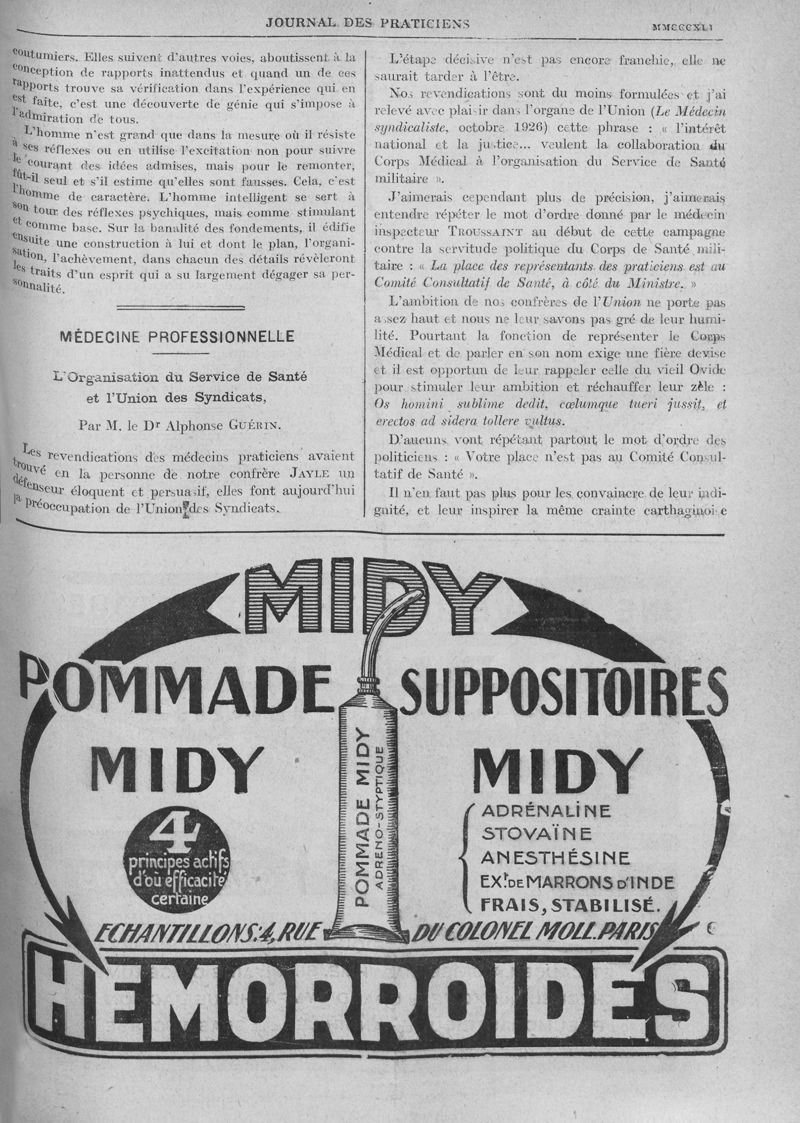 JOURNAL DES PRATICIENS
MMCCCXLI
coutumiers. Elles suivent d'autres voies, aboutissent à la
conception de rapports inattendus et quand un de ces
rapports trouve sa vérification dans l'expérience qui en
est faite, c'est une découverte de génie qui s'impose à
l'admiration de tous.
L'homme n'est grand que dans la mesure où il résiste
à ses réflexes ou en utilise l'excitation non pour suivre
le courant des idées admises, mais pour le remonter,
fût-il seul et s'il estime qu'elles sont fausses. Cela, c'est
l'homme de caractère. L'homme intelligent se sert à
son tour des réflexes psychiques, mais comme stimulant
et comme base. Sur la banalité des fondements, il édifie
ensuite une construction à lui et dont le plan, l'organi-
sation, l'achèvement, dans chacun des détails révèleront
les traits d'un esprit qui a su largement dégager sa per-
sonnalité.
MÉDECINE PROFESSIONNELLE
L'Organisation du Service de Santé
et l'Union des Syndicats,
Par M. le Dr Alphonse GUÉRIN.
Les revendications des médecins praticiens avaient
trouvé en la personne de notre confrère JAYLE un
défenseur éloquent et persuasif, elles font aujourd'hui
la préoccupation de l'Union des Syndicats.
L'étape décisive n'est pas encore franchie, elle ne
saurait tarder à l'être.
Nos revendications sont du moins formulées et j'ai
relevé avec plaisir dans l'organe de l'Union (Le Médecin
syndicaliste, octobre 1926) cette phrase : « l'intérêt
national et la justice... veulent la collaboration du
Corps Médical à l'organisation du Service de Santé
militaire ».
J'aimerais cependant plus de précision, j'aimerais
entendre répéter le mot d'ordre donné par le médecin
inspecteur TROUSSAINT au début de cette campagne
contre la servitude politique du Corps de Santé mili-
taire : « La place des représentants des praticiens est au
Comité Consultatif de Santé, à côté du Ministre. »
L'ambition de nos confrères de l'Union ne porte pas
assez haut et nous ne leur savons pas gré de leur humi-
lité. Pourtant la fonction de représenter le Corps
Médical et de parler en son nom exige une fière devise
et il est opportun de leur rappeler celle du vieil Ovide
pour stimuler leur ambition et réchauffer leur zèle :
Os homini sublime dedit, cœlumque tueri jussit, et
erectos ad sidera tollere vultus.
D'aucuns vont répétant partout le mot d'ordre des
politiciens : « Votre place n'est pas au Comité Consul-
tatif de Santé ».
Il n'en faut pas plus pour les convaincre de leur indi-
gnité, et leur inspirer la même crainte carthaginoise
MIDY
POMMADE
MIDY
4
principes actifs
d'où efficacité
certaine
POMMADE MIDY
ADRENO-STYPTIQUE
SUPPOSITOIRES
MIDY
ADRÉNALINE
STOVAÏNE
ANESTHÉSINE
EXt. DE MARRONS D'INDE
FRAIS, STABILISÉ.
ECHANTILLONS: 4, RUE DU COLONEL MOLL. PARIS
HEMORROIDES